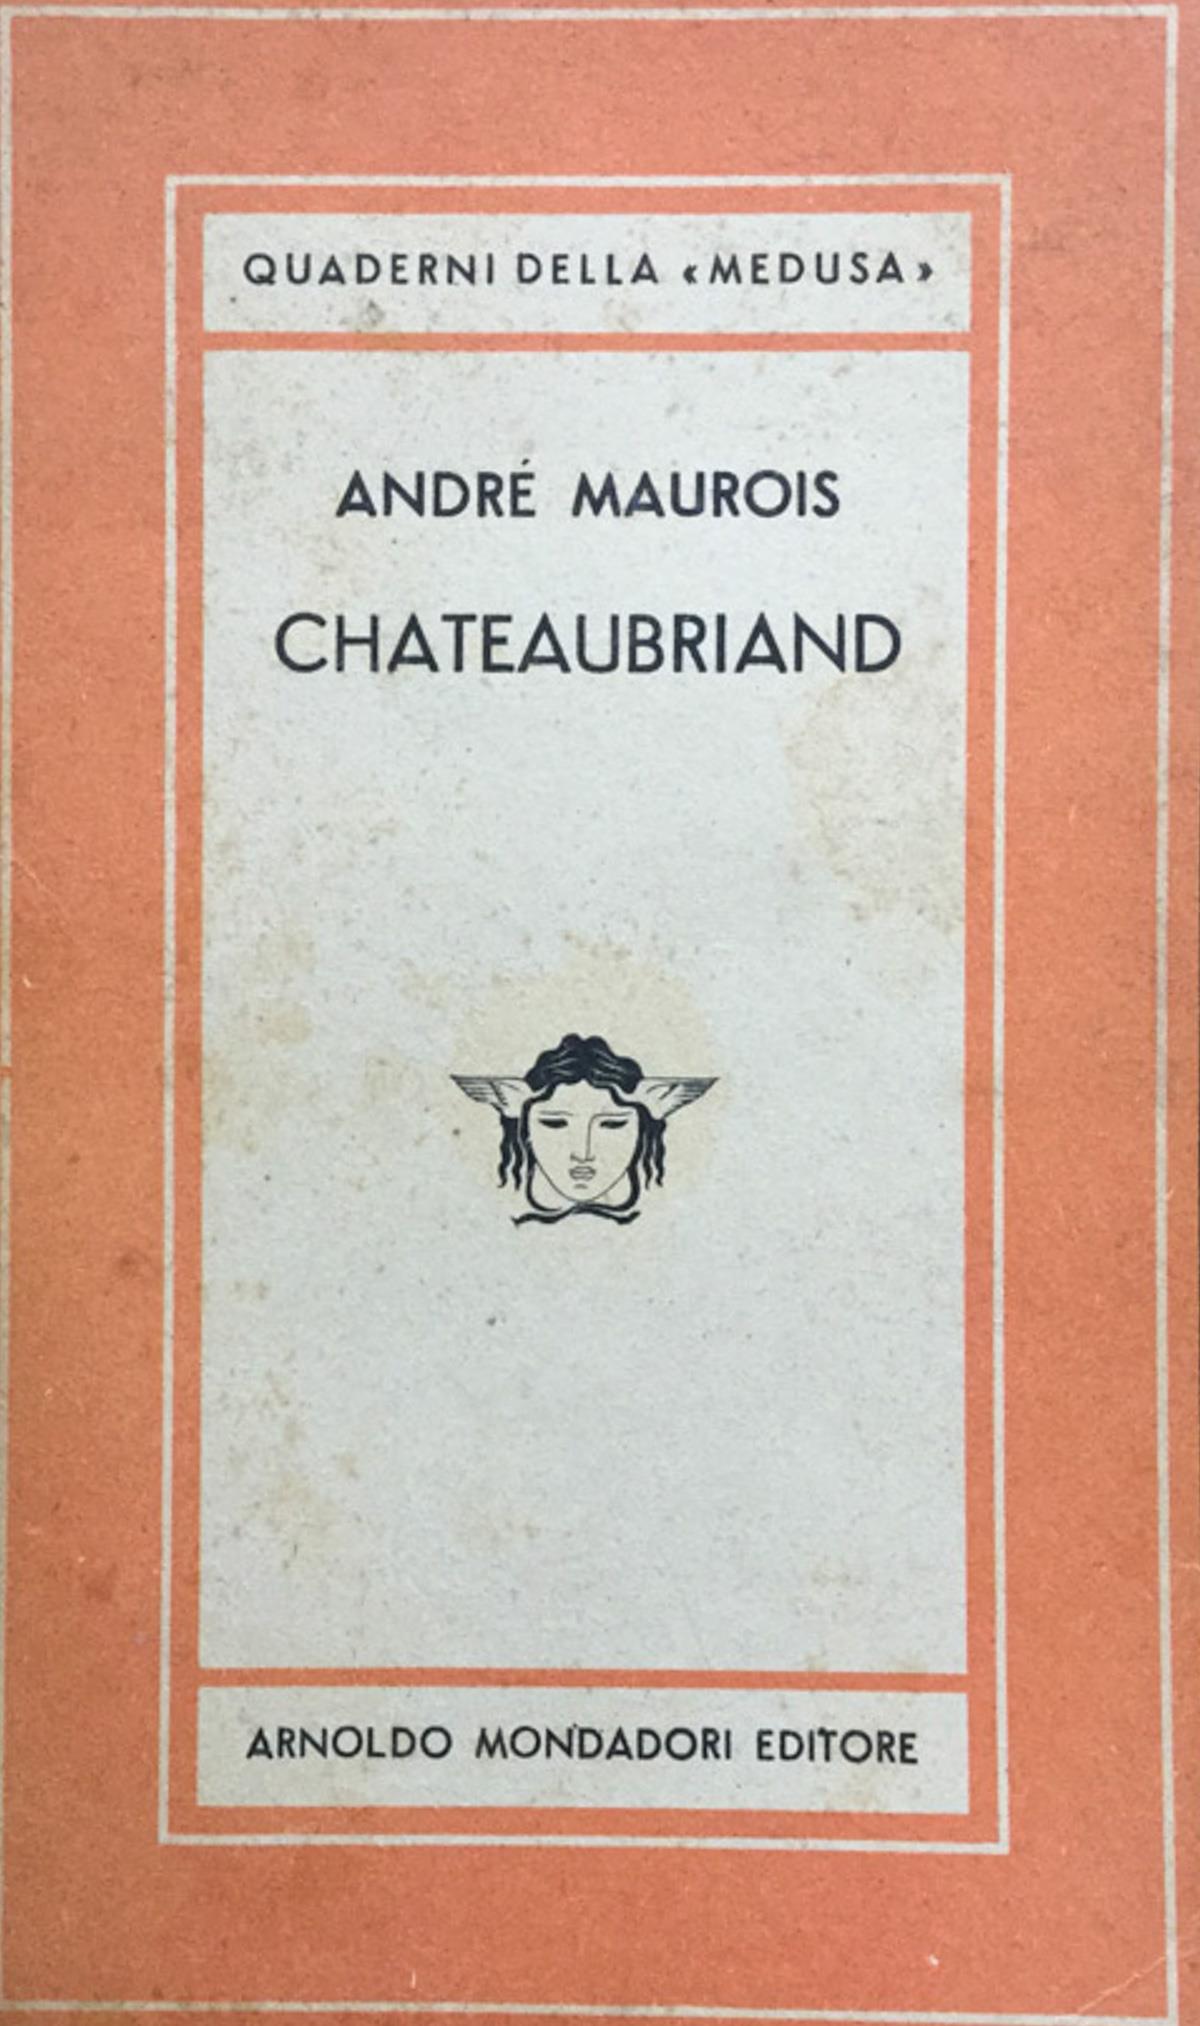 QUADERNI DELLA «MEDUSA»
ANDRÉ MAUROIS
CHATEAUBRIAND
ARNOLDO MONDADORI EDITORE